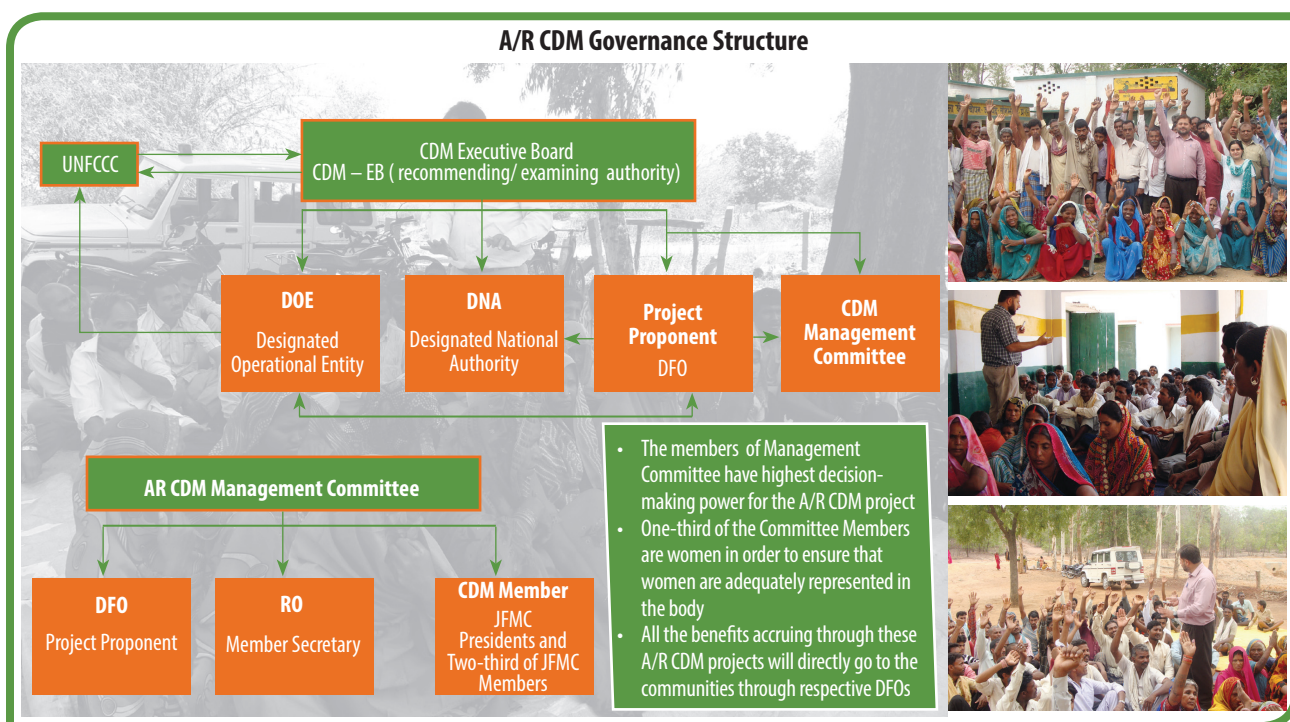 A/R CDM Governance Structure
UNFCCC
CDM Executive Board
CDM – EB ( recommending/ examining authority)
DOE
Designated
Operational Entity
DNA
Designated National
Authority
Project
Proponent
DFO
CDM
Management
Committee
AR CDM Management Committee
DFO
Project Proponent
RO
Member Secretary
CDM Member
JFMC
Presidents and
Two-third of JFMC
Members
• The members of Management
Committee have highest decision-
making power for the A/R CDM project
• One-third of the Committee Members
are women in order to ensure that
women are adequately represented in
the body
• All the benefits accruing through these
A/R CDM projects will directly go to the
communities through respective DFOs